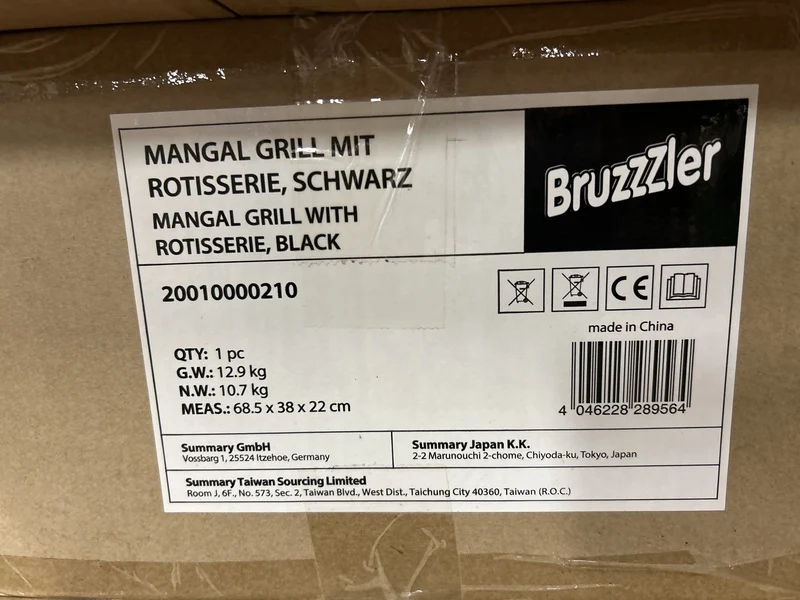 MANGAL GRILL MIT
ROTISSERIE, SCHWARZ
MANGAL GRILL WITH
ROTISSERIE, BLACK
BruzzZler
20010000210
CE
made in China
QTY: 1 pc
G.W.: 12.9 kg
N.W.: 10.7 kg
MEAS.: 68.5 x 38 x 22 cm
4 046228 289564
Summary GmbH
Vossbarg 1, 25524 Itzehoe, Germany
Summary Japan K.K.
2-2 Marunouchi 2-chome, Chiyoda-ku, Tokyo, Japan
Summary Taiwan Sourcing Limited
Room J, 6F., No. 573, Sec. 2, Taiwan Blvd., West Dist., Taichung City 40360, Taiwan (R.O.C.)